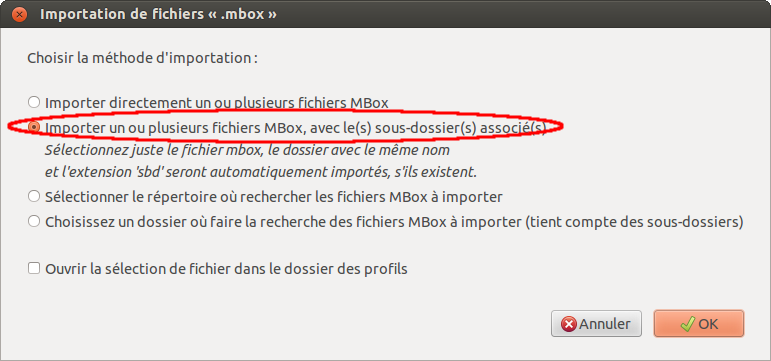 Importation de fichiers « .mbox »
Choisir la méthode d'importation :
Importer directement un ou plusieurs fichiers MBox
Importer un ou plusieurs fichiers MBox, avec le(s) sous-dossier(s) associé(s)
Sélectionnez juste le fichier mbox, le dossier avec le même nom
et l'extension 'sbd' seront automatiquement importés, s'ils existent.
Sélectionner le répertoire où rechercher les fichiers MBox à importer
Choisissez un dossier où faire la recherche des fichiers MBox à importer (tient compte des sous-dossiers)
Ouvrir la sélection de fichier dans le dossier des profils
Annuler OK